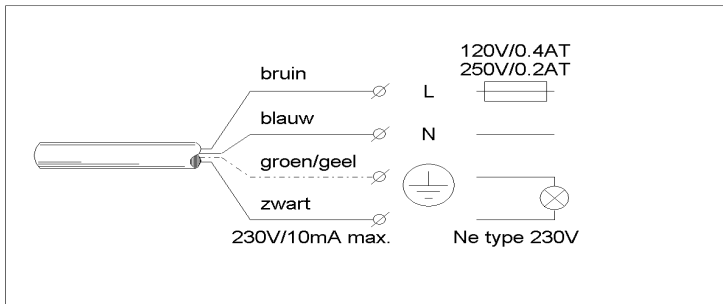 120V/0.4AT
250V/0.2AT
bruin
L
blauw
N
groen/geel
zwart
230V/10mA max.
Ne type 230V